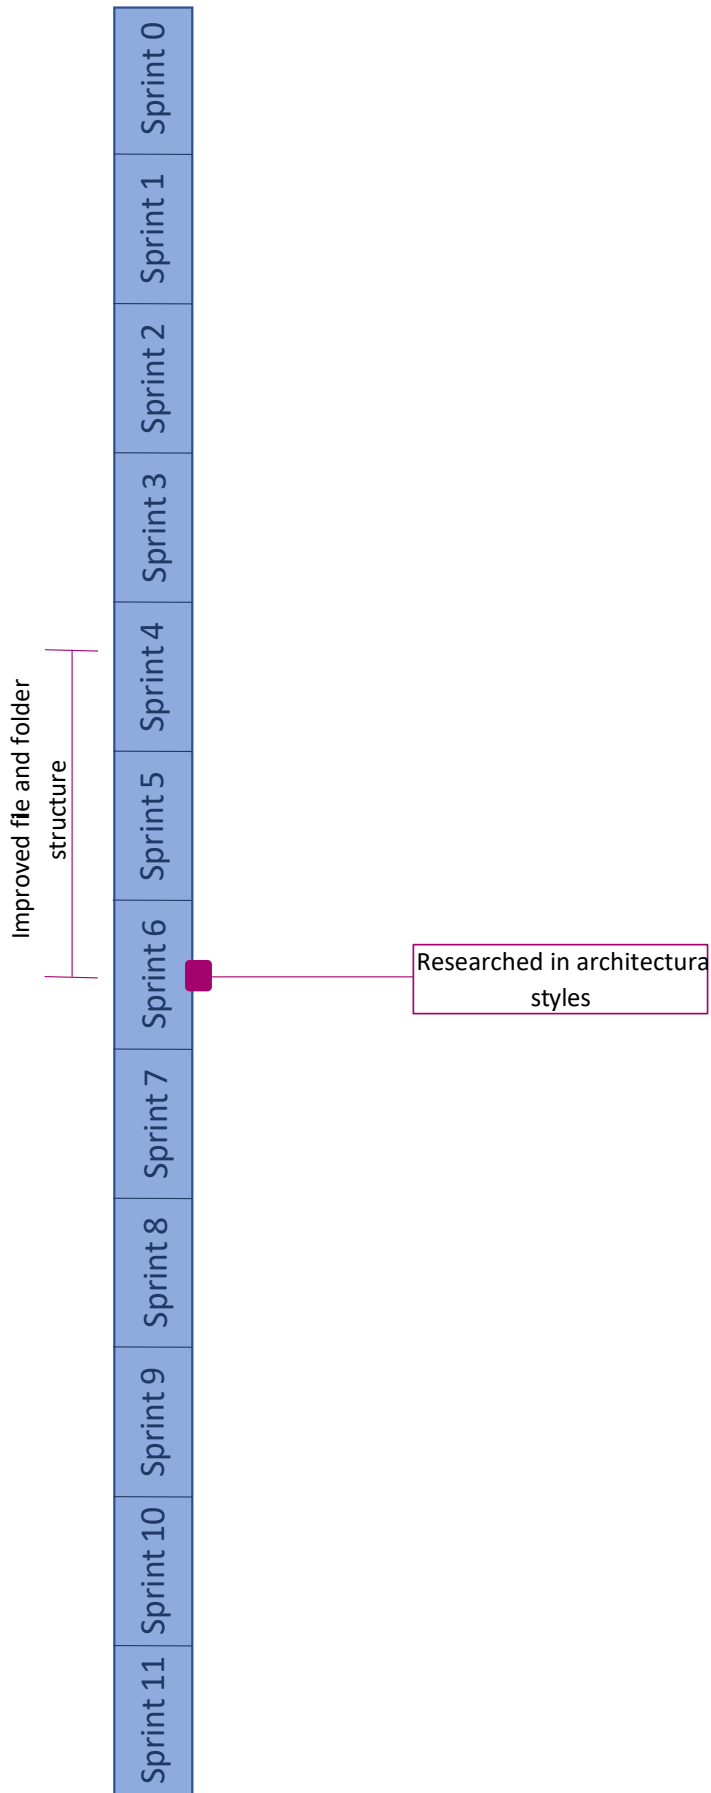 Sprint 0
Sprint 1
Sprint 2
Sprint 3
Sprint 4
Sprint 5
Sprint 6
Sprint 7
Sprint 8
Sprint 9
Sprint 10
Sprint 11
Improved file and folder
structure
Researched in architectura
styles